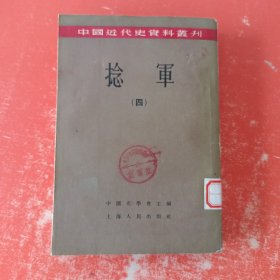 中國近代史資料叢刊
捻軍
(四)
中國史學會主編
上海人民出版社